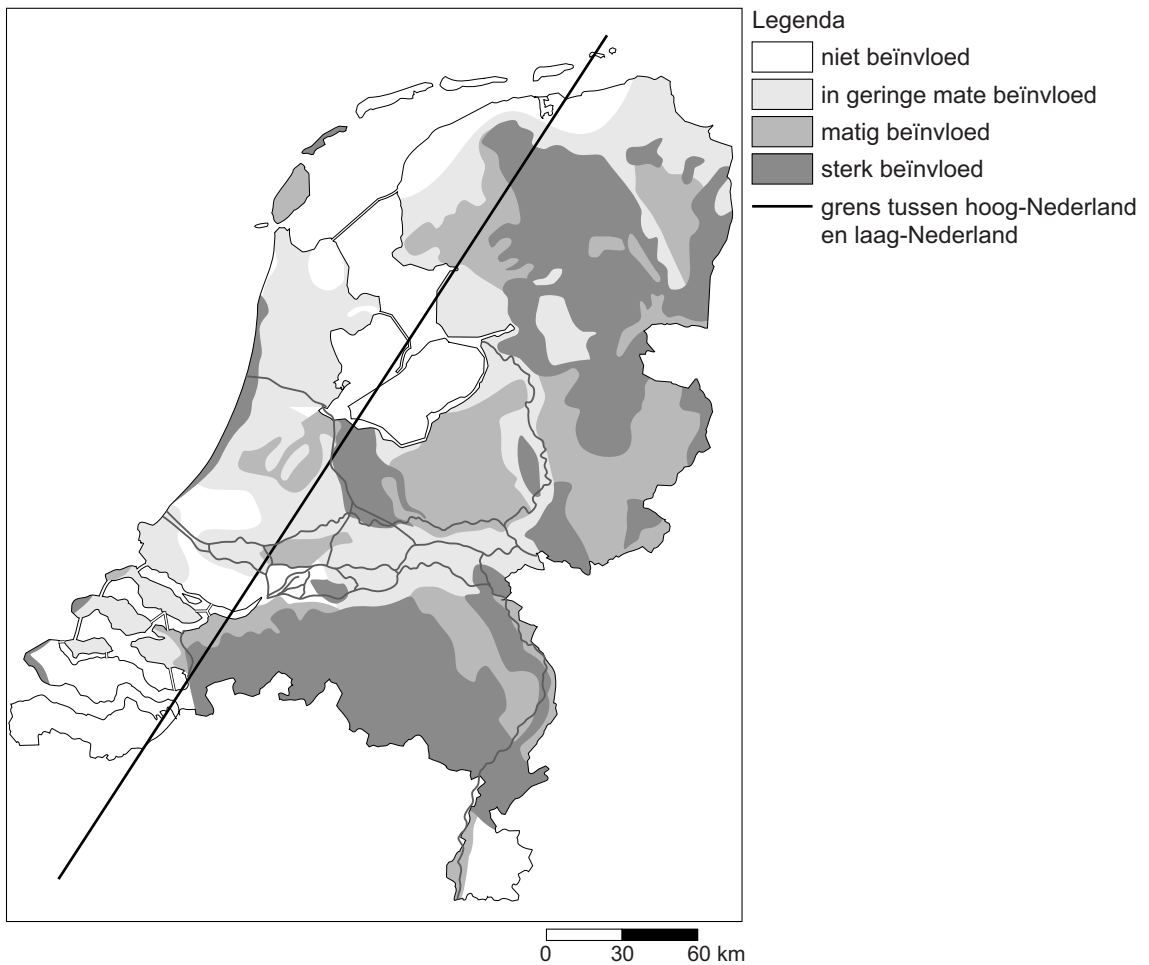 Legenda
niet beïnvloed
in geringe mate beïnvloed
matig beïnvloed
sterk beïnvloed
grens tussen hoog-Nederland
en laag-Nederland
0 30 60 km